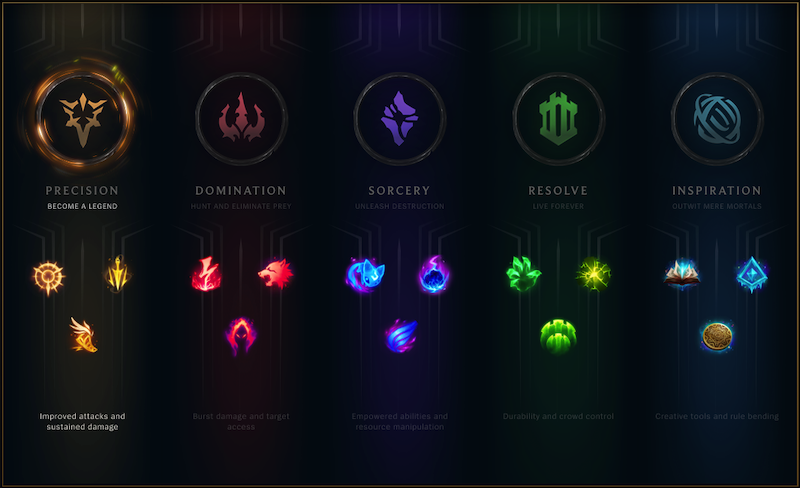 PRECISION
BECOME A LEGEND
Improved attacks and
sustained damage
DOMINATION
HUNT AND ELIMINATE PREY
Burst damage and target
access
SORCERY
UNLEASH DESTRUCTION
Empowered abilities and
resource manipulation
RESOLVE
LIVE FOREVER
Durability and crowd control
INSPIRATION
OUTWIT MERE MORTALS
Creative tools and rule bending